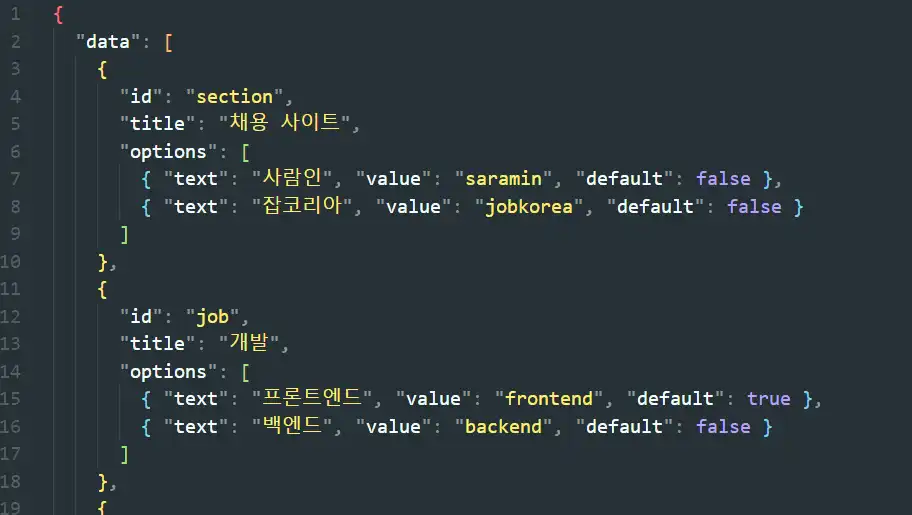 1 {
2 "data": [
3 {
4 "id": "section",
5 "title": "채용 사이트",
6 "options": [
7 { "text": "사람인", "value": "saramin", "default": false },
8 { "text": "잡코리아", "value": "jobkorea", "default": false }
9 ]
10 },
11 {
12 "id": "job",
13 "title": "개발",
14 "options": [
15 { "text": "프론트엔드", "value": "frontend", "default": true },
16 { "text": "백엔드", "value": "backend", "default": false }
17 ]
18 },
19 {